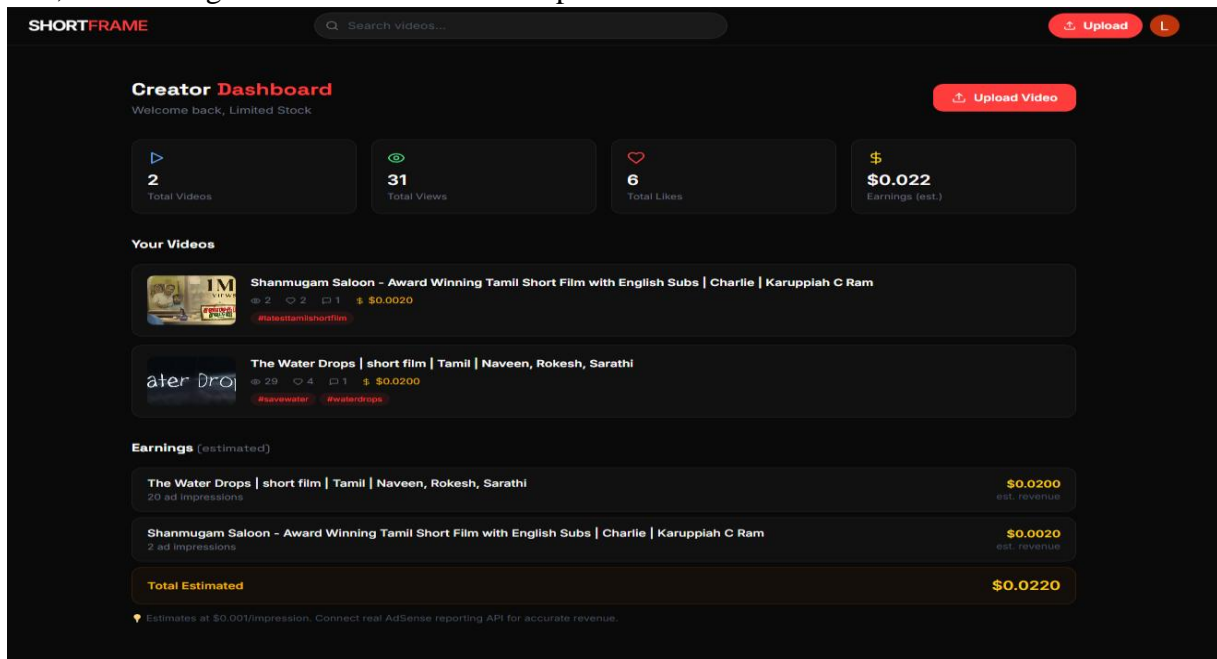 SHORTFRAME
Search videos...
Upload
L
Creator Dashboard
Welcome back, Limited Stock
Upload Video
2
Total Videos
31
Total Views
6
Total Likes
$
$0.022
Earnings (est.)
Your Videos
1M
VIEWS
Shanmugam Saloon - Award Winning Tamil Short Film with English Subs | Charlie | Karuppiah C Ram
2 2 1 $ $0.0020
#latesttamilshortfilm
ater Dro
The Water Drops | short film | Tamil | Naveen, Rokesh, Sarathi
29 4 1 $ $0.0200
#savewater #waterdrops
Earnings (estimated)
The Water Drops | short film | Tamil | Naveen, Rokesh, Sarathi
$0.0200
20 ad impressions
est. revenue
Shanmugam Saloon - Award Winning Tamil Short Film with English Subs | Charlie | Karuppiah C Ram
$0.0020
2 ad impressions
est. revenue
Total Estimated
$0.0220
Estimates at $0.001/impression. Connect real AdSense reporting API for accurate revenue.